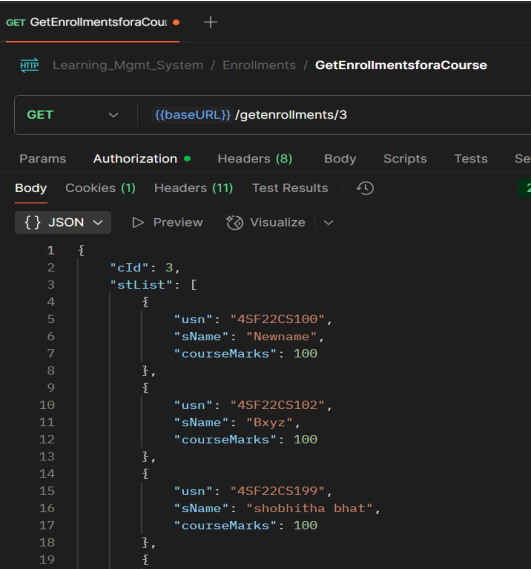 GET GetEnrollmentsforaCou
HTTP Learning_Mgmt_System / Enrollments / GetEnrollmentsforaCourse
GET {{baseURL}} /getenrollments/3
Params Authorization Headers (8) Body Scripts Tests Se
Body Cookies (1) Headers (11) Test Results 2
{} JSON Preview Visualize
1 {
2 "cId": 3,
3 "stList": [
4 {
5 "usn": "4SF22CS100",
6 "sName": "Newname",
7 "courseMarks": 100
8 },
9 {
10 "usn": "4SF22CS102",
11 "sName": "Bxyz",
12 "courseMarks": 100
13 },
14 {
15 "usn": "4SF22CS199",
16 "sName": "shobhitha bhat",
17 "courseMarks": 100
18 },
19 {